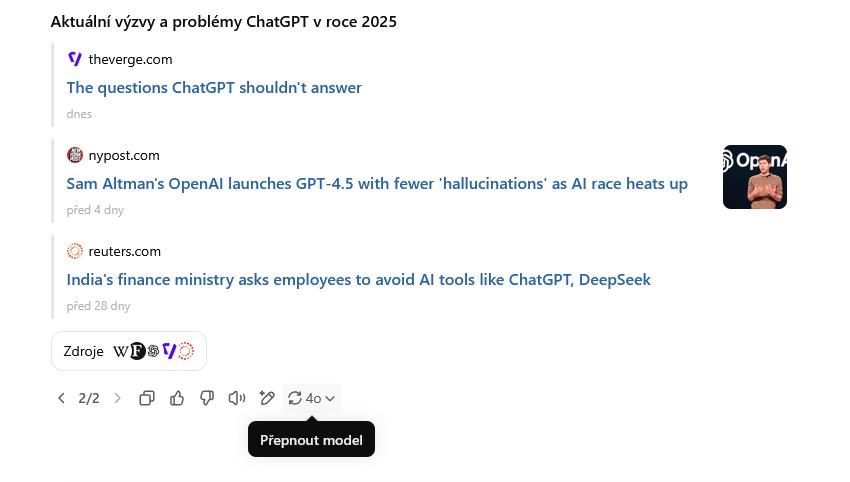 Aktuální výzvy a problémy ChatGPT v roce 2025
theverge.com
The questions ChatGPT shouldn't answer
dnes
nypost.com
Sam Altman's OpenAI launches GPT-4.5 with fewer 'hallucinations' as AI race heats up
před 4 dny
OpenA
reuters.com
India's finance ministry asks employees to avoid AI tools like ChatGPT, DeepSeek
před 28 dny
Zdroje W F
2/2 4o
Přepnout model